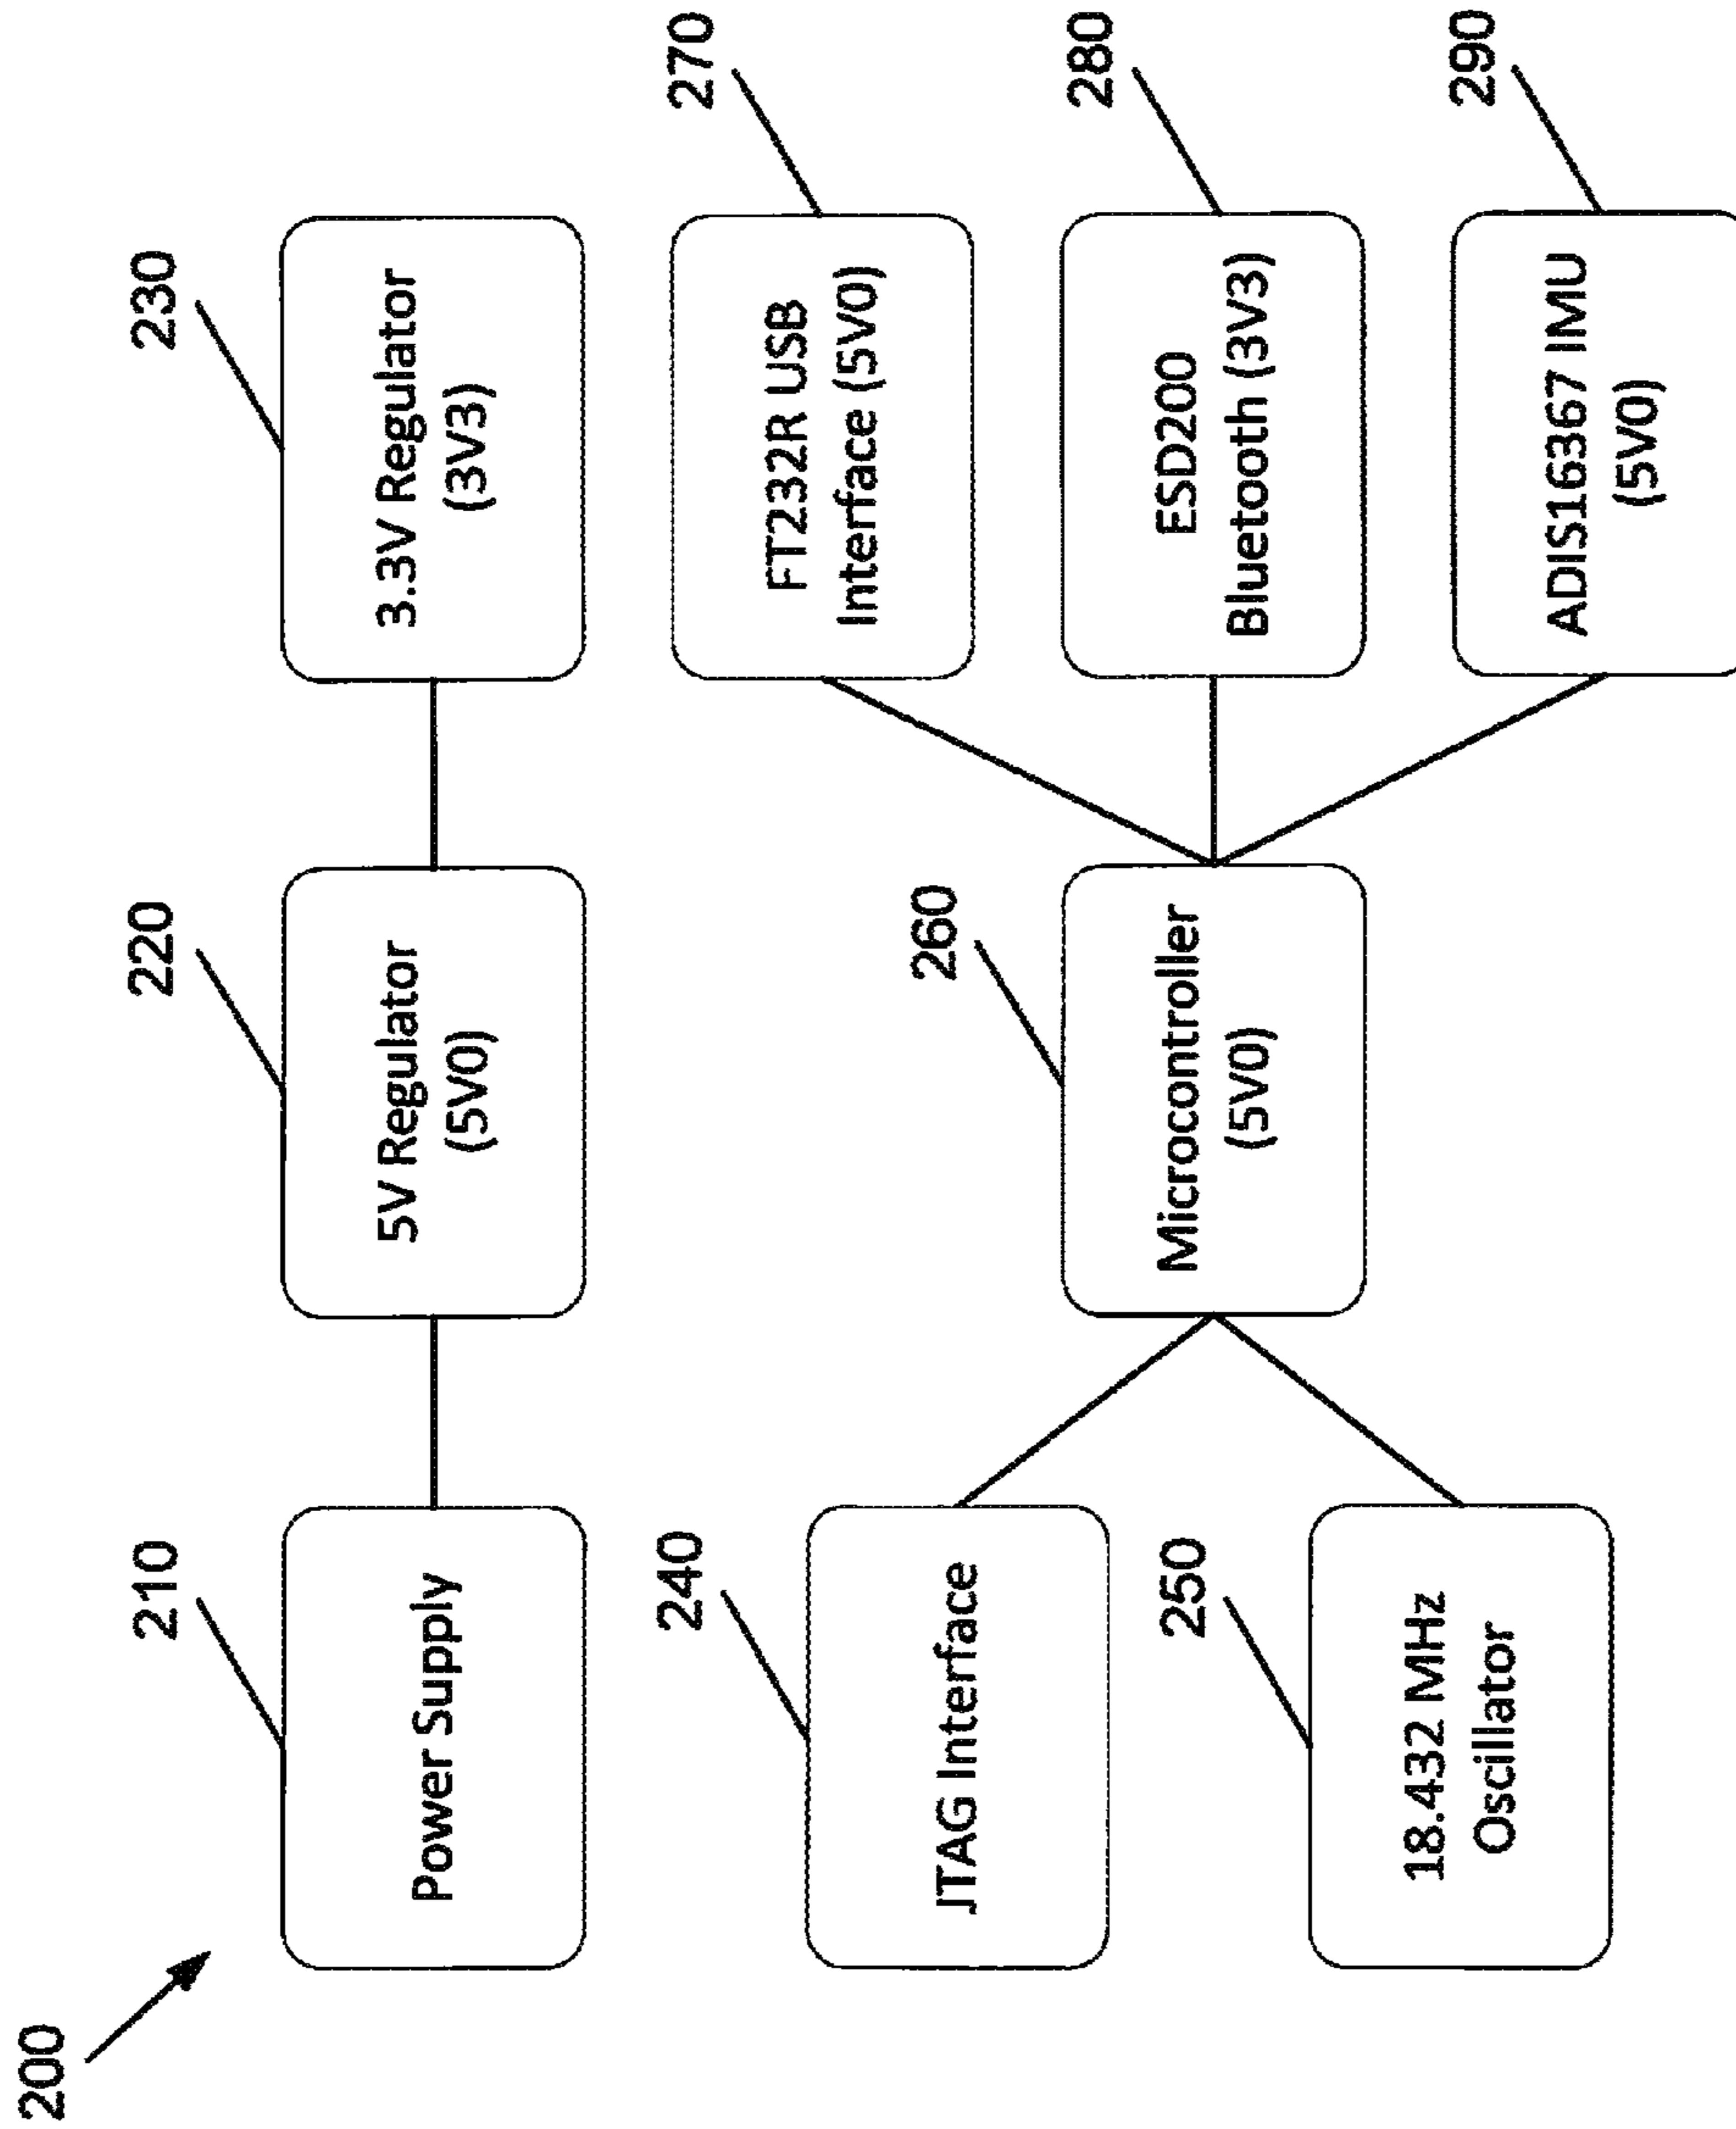 200
210
Power Supply
220
5V Regulator
(5V0)
230
3.3V Regulator
(3V3)
240
JTAG Interface
250
18.432 MHz
Oscillator
260
Microcontroller
(5V0)
270
FT232R USB
Interface (5V0)
280
ESD200
Bluetooth (3V3)
290
ADIS16367 IMU
(5V0)